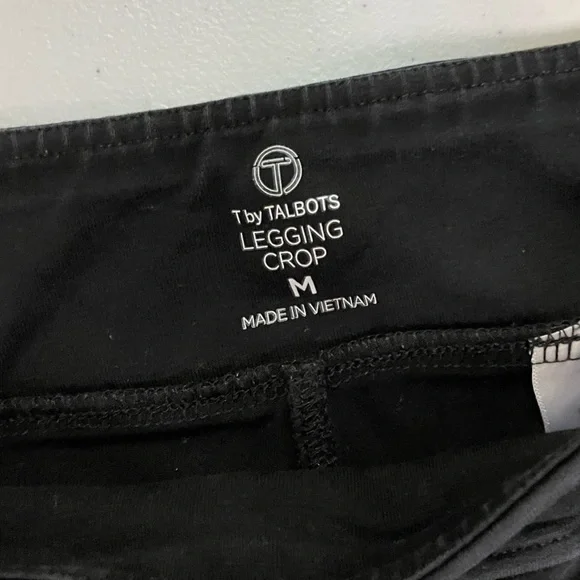 T
T by TALBOTS
LEGGING
CROP
M
MADE IN VIETNAM